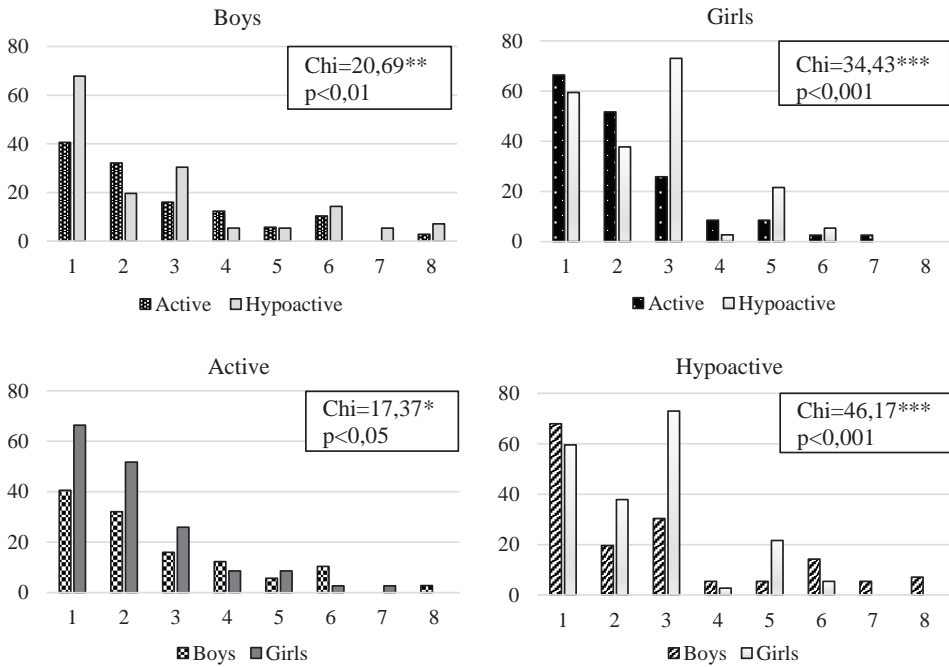 Boys
Chi=20,69**
p<0,01
80
60
40
20
0
1 2 3 4 5 6 7 8
Active Hypoactive
Girls
Chi=34,43***
p<0,001
80
60
40
20
0
1 2 3 4 5 6 7 8
Active Hypoactive
Active
Chi=17,37*
p<0,05
80
60
40
20
0
1 2 3 4 5 6 7 8
Boys Girls
Hypoactive
Chi=46,17***
p<0,001
80
60
40
20
0
1 2 3 4 5 6 7 8
Boys Girls